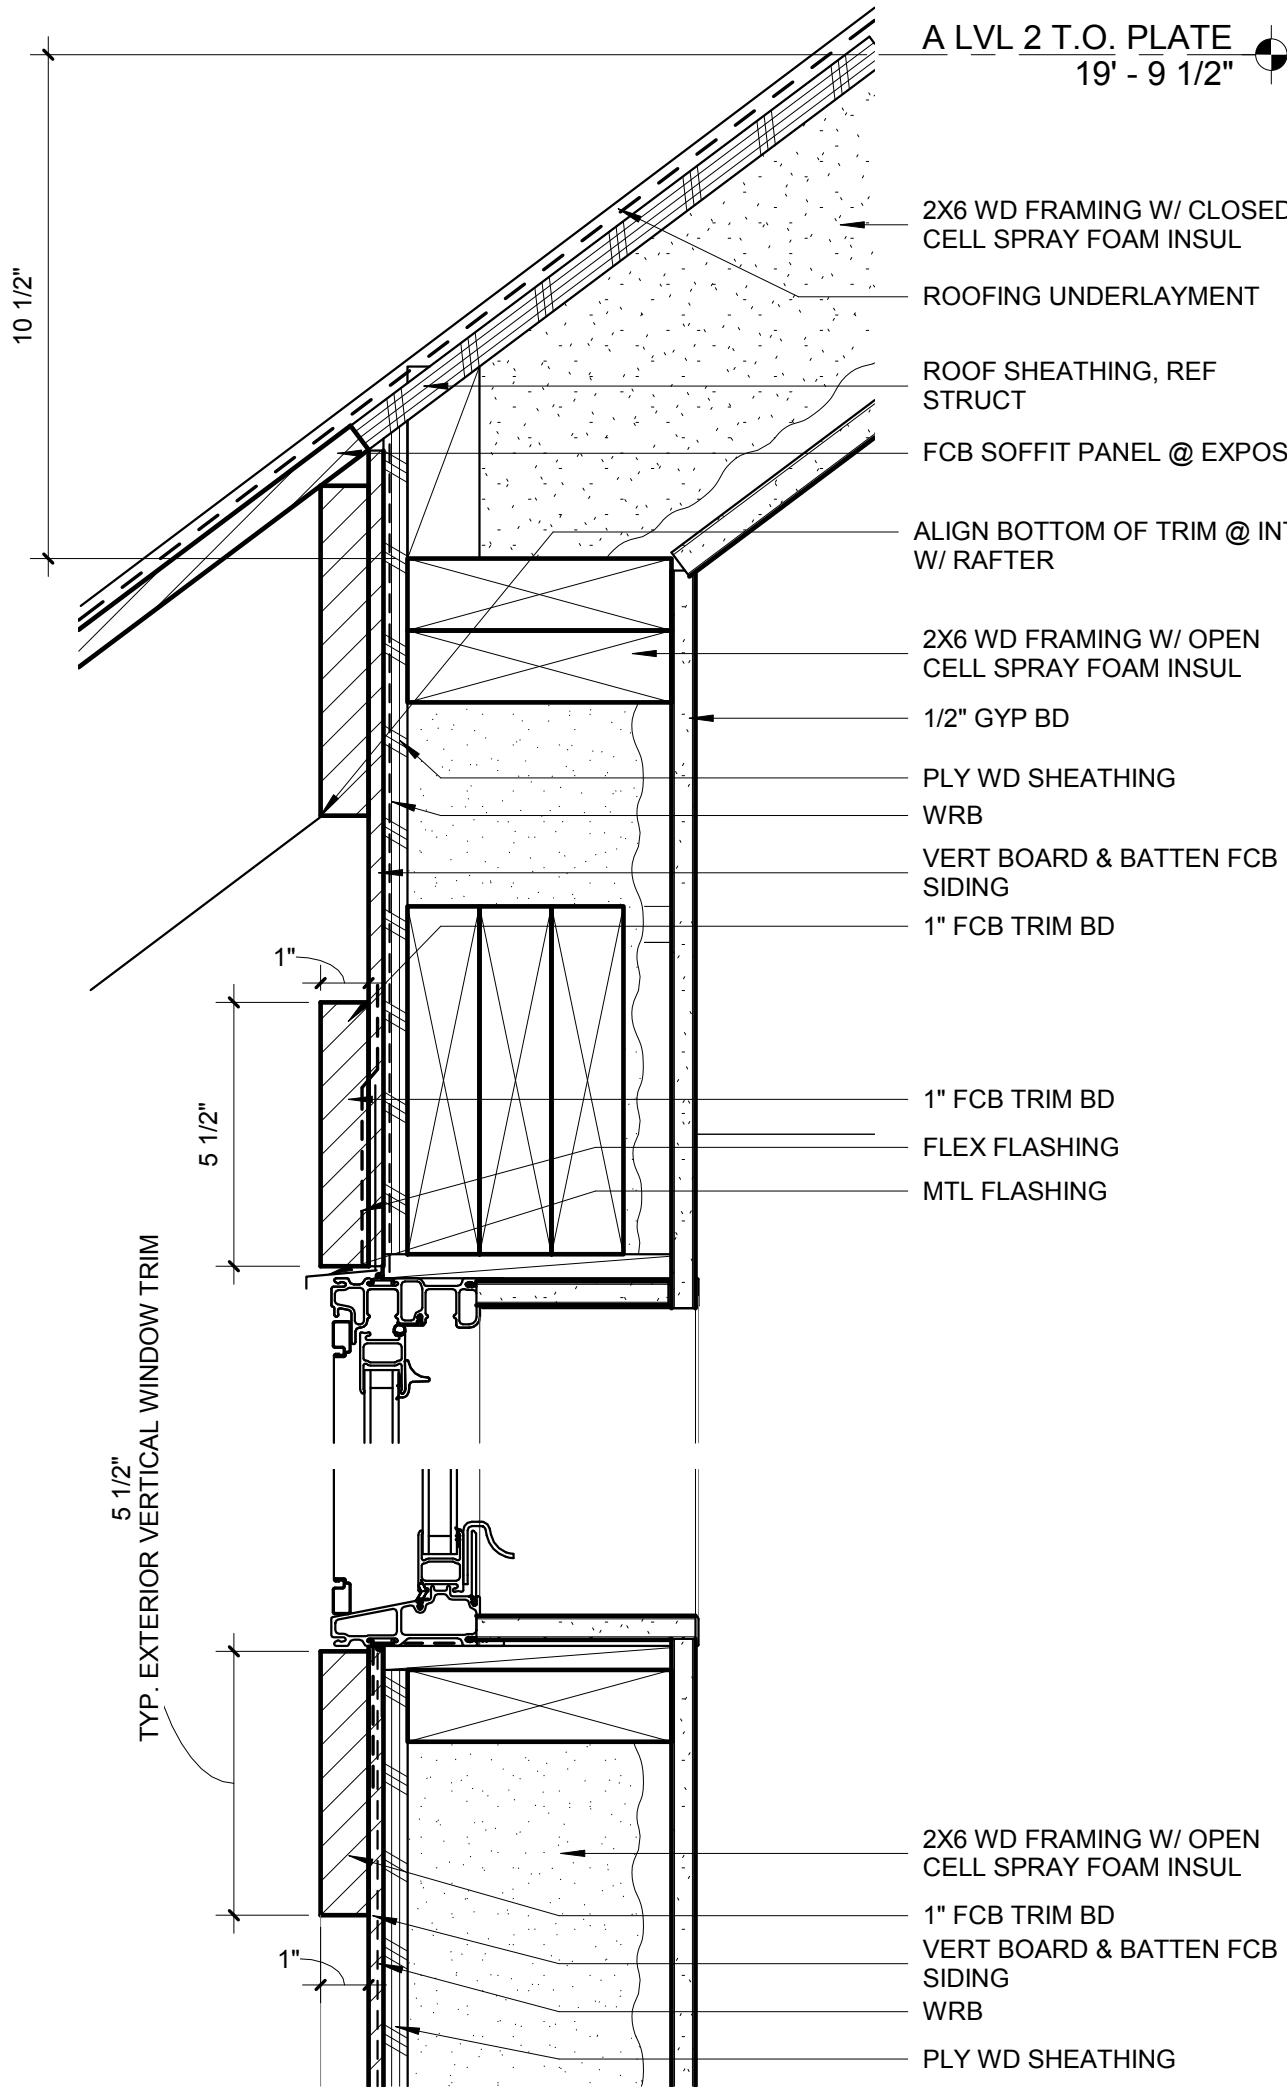 A LVL 2 T.O. PLATE
19' - 9 1/2"
10 1/2"
2X6 WD FRAMING W/ CLOSED
CELL SPRAY FOAM INSUL
ROOFING UNDERLAYMENT
ROOF SHEATHING, REF
STRUCT
FCB SOFFIT PANEL @ EXPOS
ALIGN BOTTOM OF TRIM @ INT
W/ RAFTER
2X6 WD FRAMING W/ OPEN
CELL SPRAY FOAM INSUL
1/2" GYP BD
PLY WD SHEATHING
WRB
VERT BOARD & BATTEN FCB
SIDING
1" FCB TRIM BD
1"
5 1/2"
1" FCB TRIM BD
FLEX FLASHING
MTL FLASHING
5 1/2"
TYP. EXTERIOR VERTICAL WINDOW TRIM
2X6 WD FRAMING W/ OPEN
CELL SPRAY FOAM INSUL
1" FCB TRIM BD
VERT BOARD & BATTEN FCB
SIDING
1"
WRB
PLY WD SHEATHING